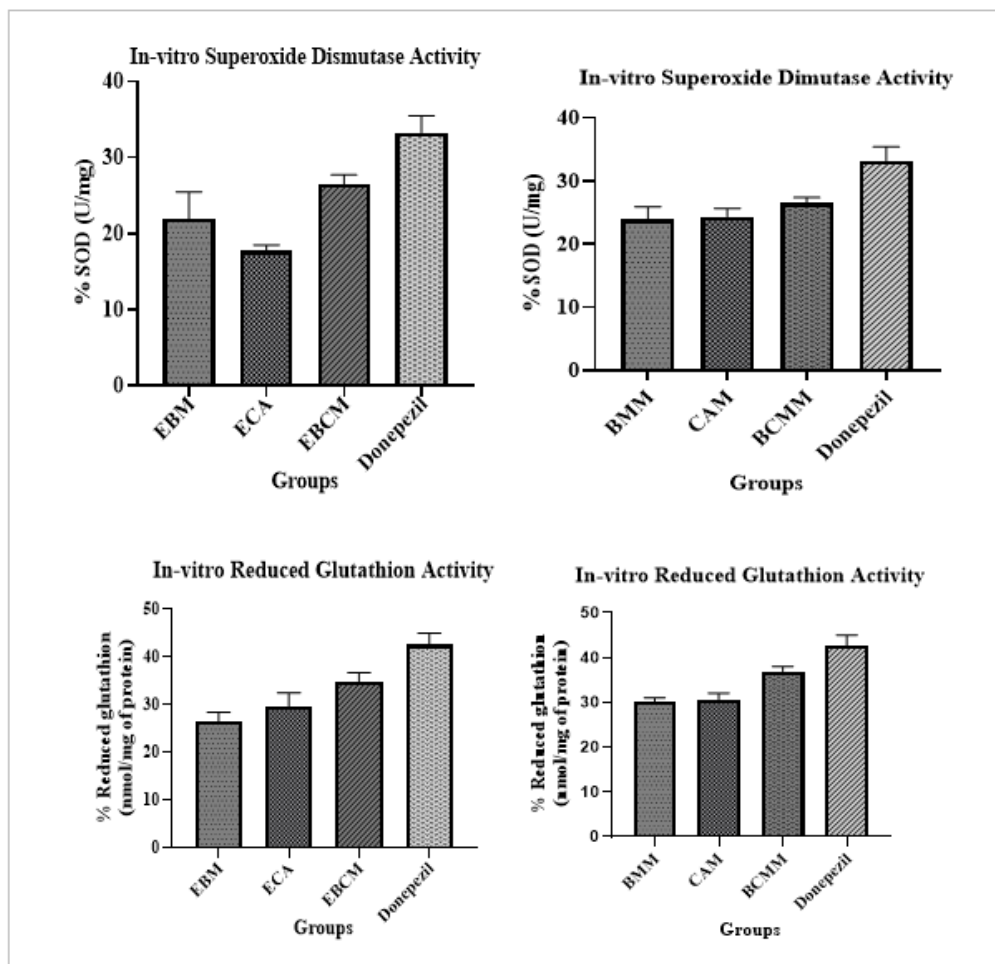 In-vitro Superoxide Dismutase Activity
% SOD (U/mg)
40
30
20
10
0
EBM
ECA
EBCM
Donepezil
Groups
In-vitro Superoxide Dimutase Activity
% SOD (U/mg)
40
30
20
10
0
BMM
CAM
BCMM
Donepezil
Groups
In-vitro Reduced Glutathion Activity
% Reduced glutathion
(nmol/mg of protein)
50
40
30
20
10
0
EBM
ECA
EBCM
Donepezil
Groups
In-vitro Reduced Glutathion Activity
% Reduced glutathion
(nmol/mg of protein)
50
40
30
20
10
0
BMM
CAM
BCMM
Donepezil
Groups